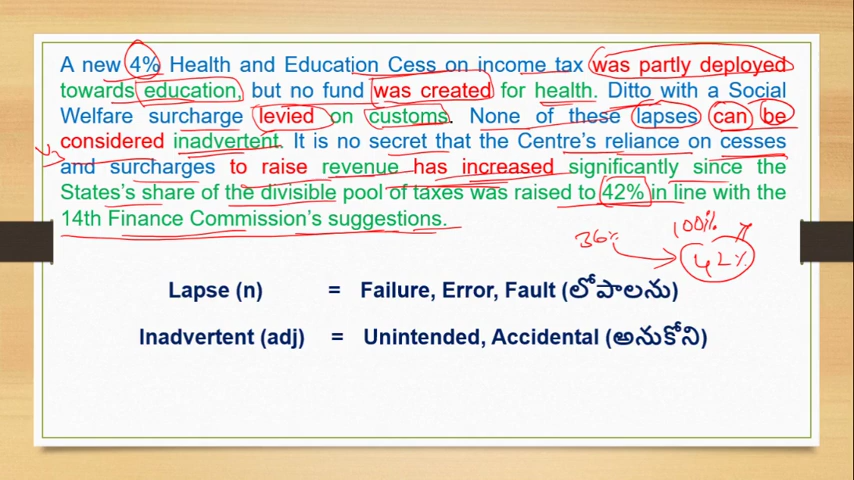 A new 4% Health and Education Cess on income tax was partly deployed
towards education, but no fund was created for health. Ditto with a Social
Welfare surcharge levied on customs. None of these lapses can be
considered inadvertent. It is no secret that the Centre's reliance on cesses
and surcharges to raise revenue has increased significantly since the
States's share of the divisible pool of taxes was raised to 42% in line with the
14th Finance Commission's suggestions.
100%
36%
42%
Lapse (n) = Failure, Error, Fault (లోపాలను)
Inadvertent (adj) = Unintended, Accidental (అనుకోని)